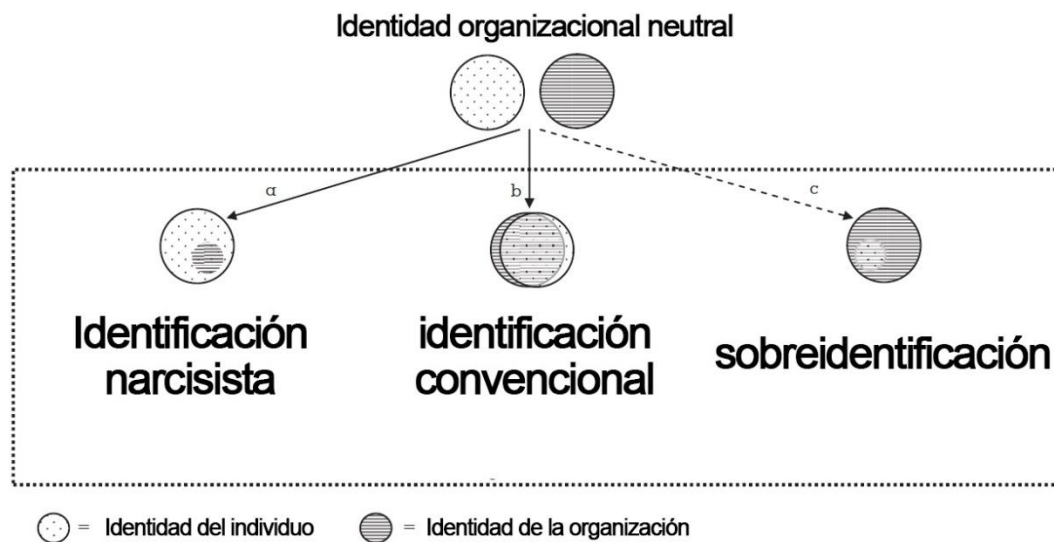 Identidad organizacional neutral
a
b
c
Identificación
narcisista
identificación
convencional
sobreidentificación
= Identidad del individuo
= Identidad de la organización